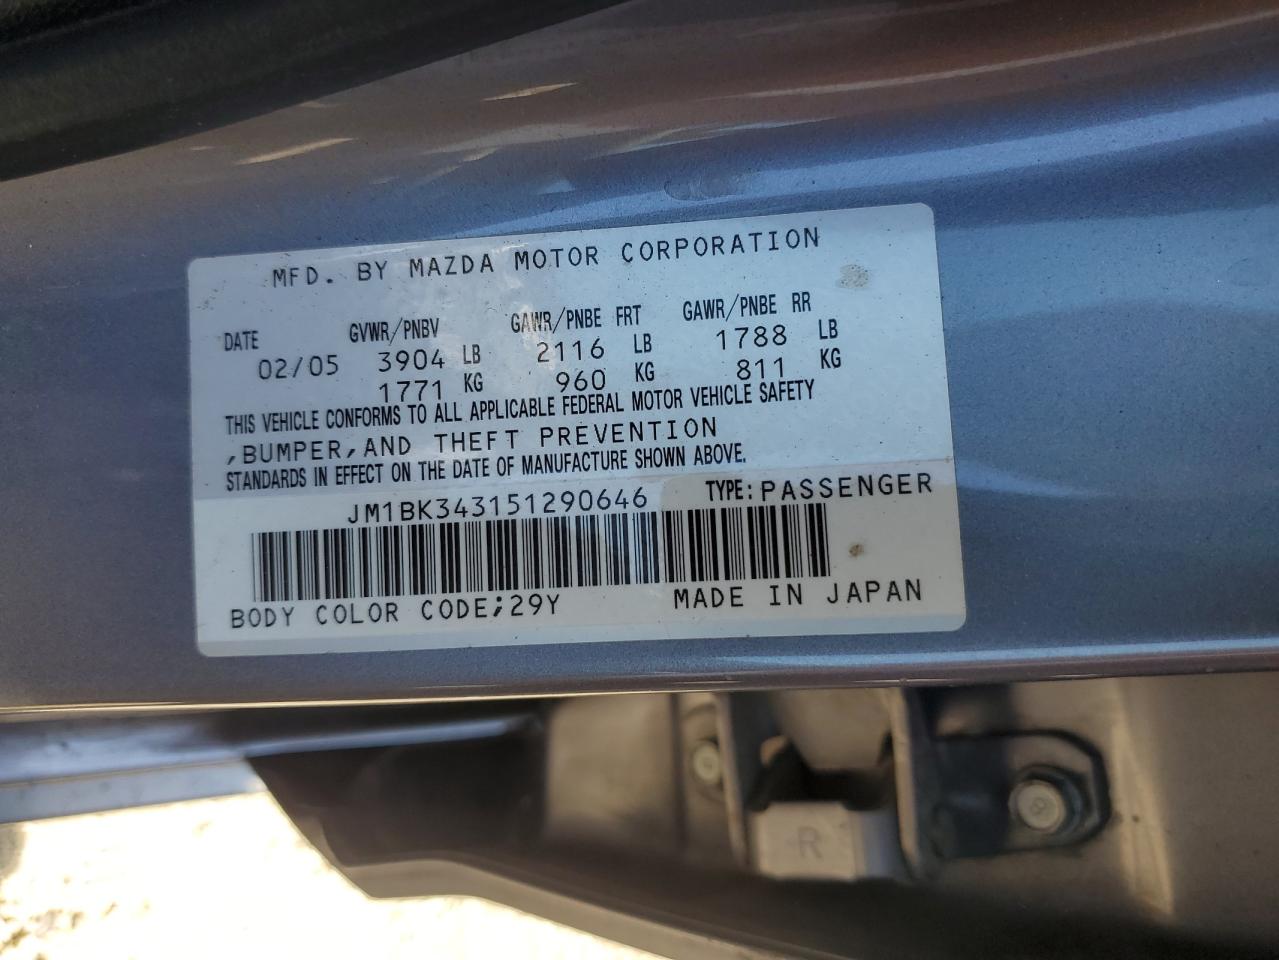 MFD. BY MAZDA MOTOR CORPORATION
DATE GVWR/PNBV GAWR/PNBE FRT GAWR/PNBE RR
02/05 3904 LB 2116 LB 1788 LB
1771 KG 960 KG 811 KG
THIS VEHICLE CONFORMS TO ALL APPLICABLE FEDERAL MOTOR VEHICLE SAFETY
,BUMPER,AND THEFT PREVENTION
STANDARDS IN EFFECT ON THE DATE OF MANUFACTURE SHOWN ABOVE.
JM1BK343151290646 TYPE:PASSENGER
BODY COLOR CODE;29Y MADE IN JAPAN
R